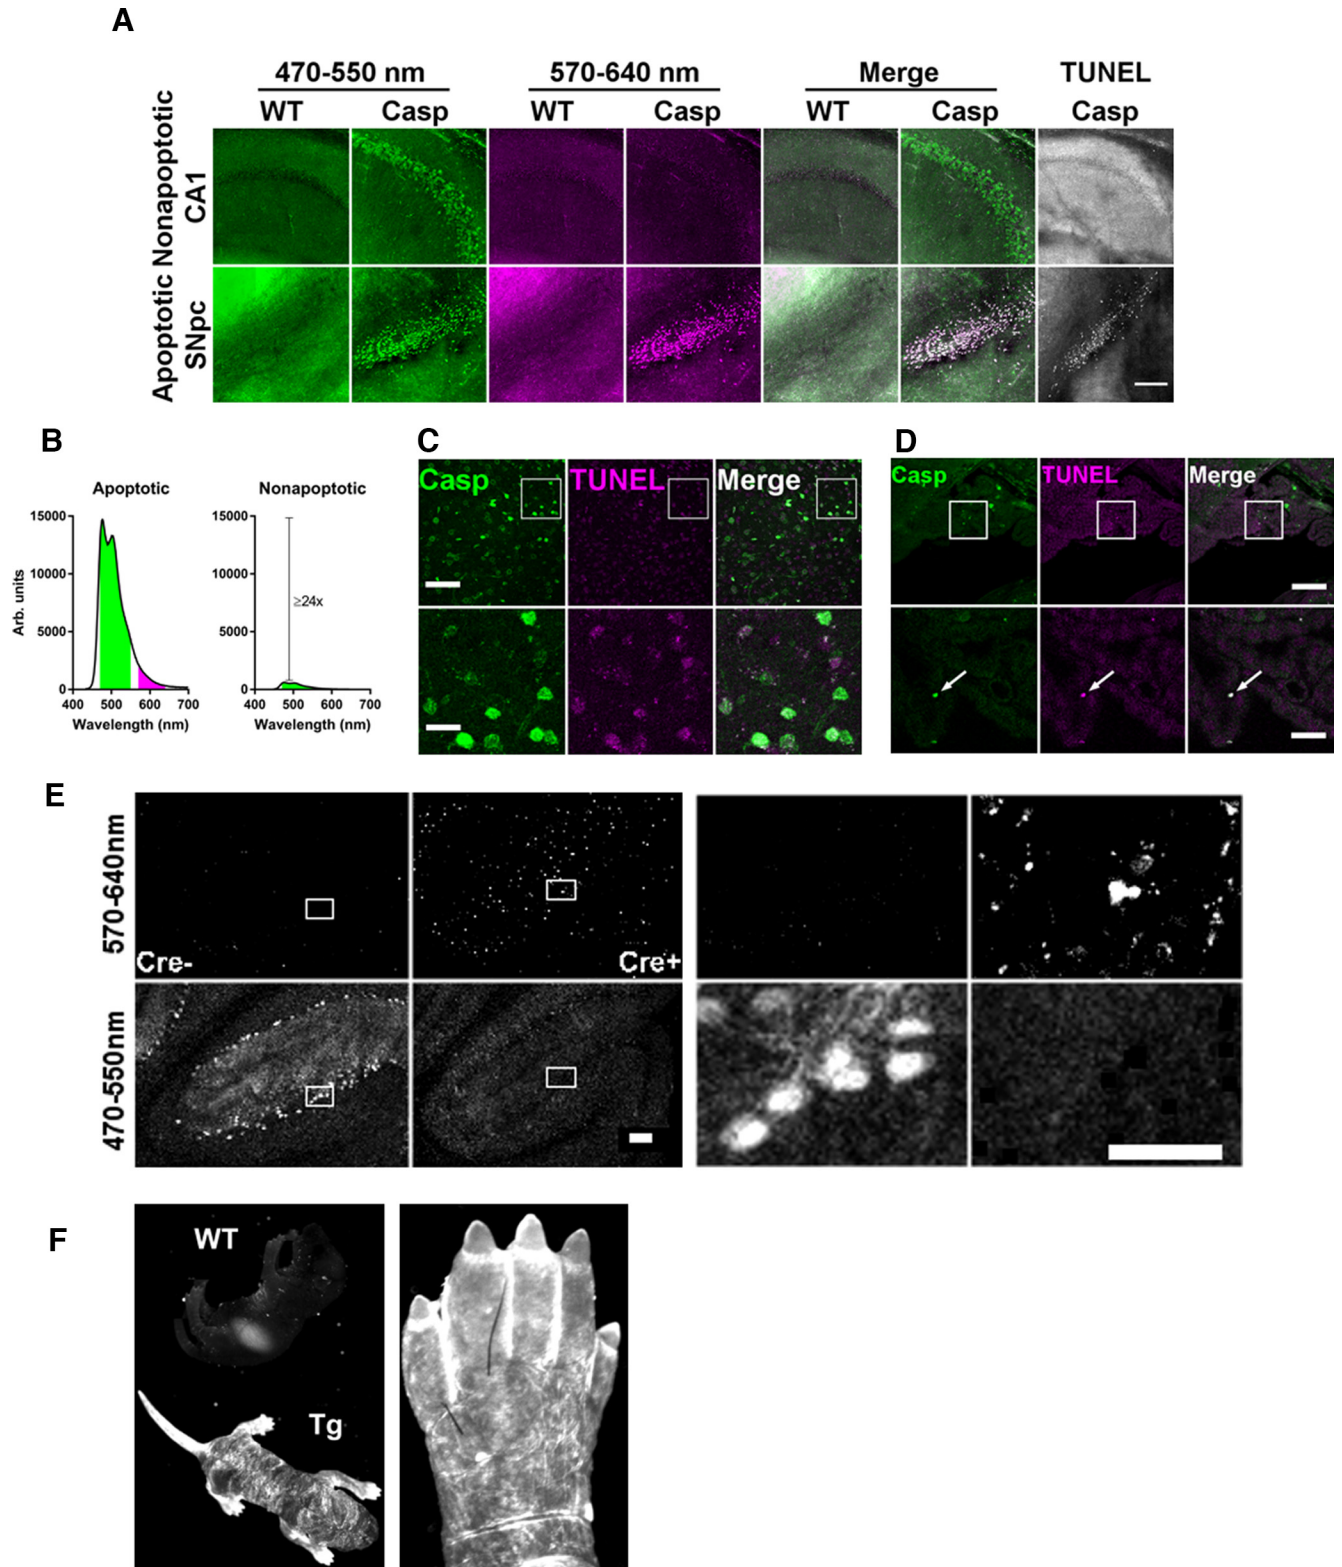 A
470-550 nm
570-640 nm
Merge
TUNEL
WT
Casp
WT
Casp
WT
Casp
Casp
Nonapoptotic
CA1
Apoptotic
SNpc
B
Apoptotic
Nonapoptotic
Arb. units
15000
10000
5000
0
400
500
600
700
Wavelength (nm)
15000
10000
5000
0
≥24x
400
500
600
700
Wavelength (nm)
C
Casp
TUNEL
Merge
D
Casp
TUNEL
Merge
E
570-640nm
Cre-
Cre+
470-550nm
F
WT
Tg